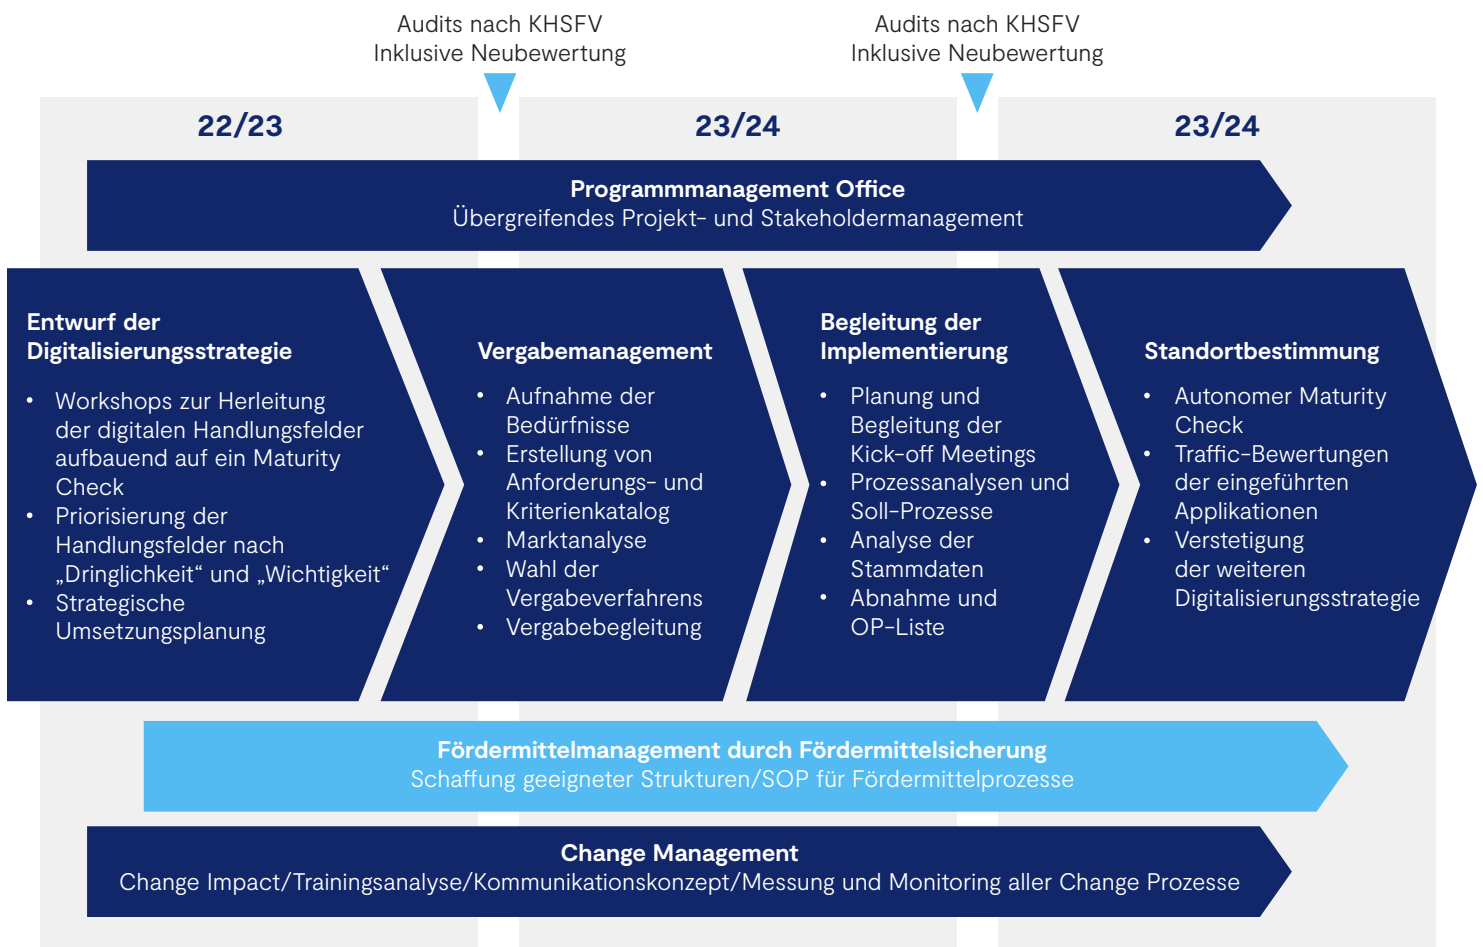 Audits nach KHSFV
Inklusive Neubewertung
Audits nach KHSFV
Inklusive Neubewertung
22/23
23/24
23/24
Programmmanagement Office
Übergreifendes Projekt- und Stakeholdermanagement
Entwurf der
Digitalisierungsstrategie
• Workshops zur Herleitung
der digitalen Handlungsfelder
aufbauend auf ein Maturity
Check
• Priorisierung der
Handlungsfelder nach
„Dringlichkeit“ und „Wichtigkeit“
• Strategische
Umsetzungsplanung
Vergabemanagement
• Aufnahme der
Bedürfnisse
• Erstellung von
Anforderungs- und
Kriterienkatalog
• Marktanalyse
• Wahl der
Vergabeverfahrens
• Vergabebegleitung
Begleitung der
Implementierung
• Planung und
Begleitung der
Kick-off Meetings
• Prozessanalysen und
Soll-Prozesse
• Analyse der
Stammdaten
• Abnahme und
OP-Liste
Standortbestimmung
• Autonomer Maturity
Check
• Traffic-Bewertungen
der eingeführten
Applikationen
• Verstetigung
der weiteren
Digitalisierungsstrategie
Fördermittelmanagement durch Fördermittelsicherung
Schaffung geeigneter Strukturen/SOP für Fördermittelprozesse
Change Management
Change Impact/Trainingsanalyse/Kommunikationskonzept/Messung und Monitoring aller Change Prozesse